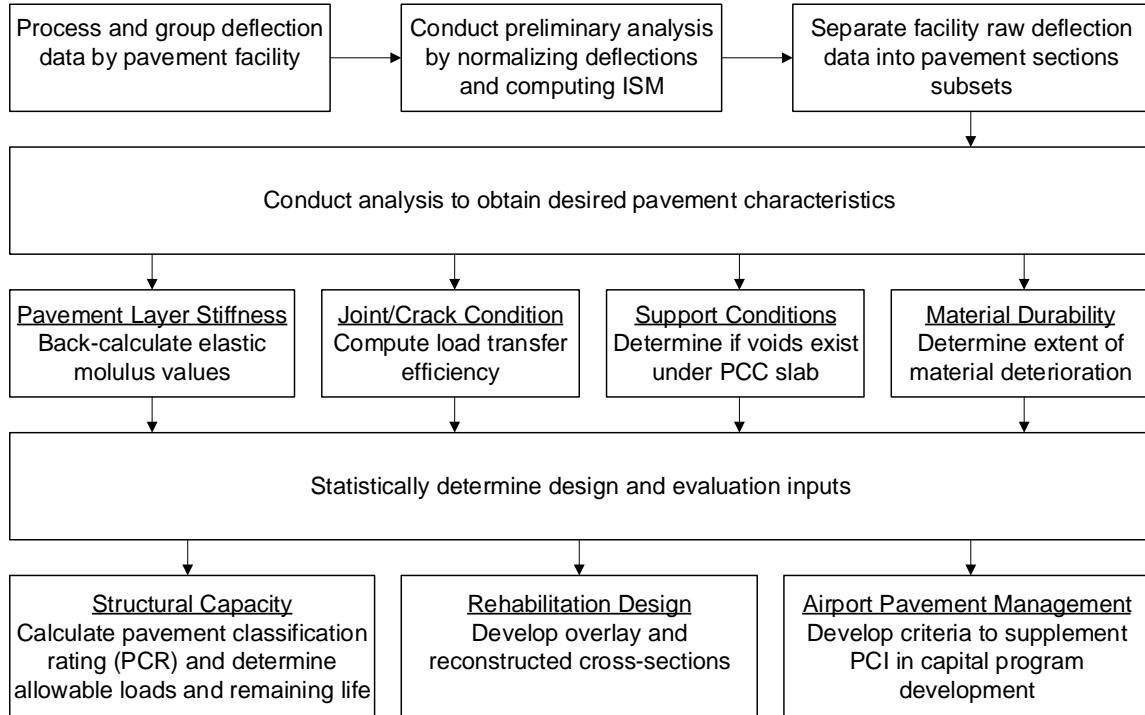 Process and group deflection
data by pavement facility
Conduct preliminary analysis
by normalizing deflections
and computing ISM
Separate facility raw deflection
data into pavement sections
subsets
Conduct analysis to obtain desired pavement characteristics
Pavement Layer Stiffness
Back-calculate elastic
molulus values
Joint/Crack Condition
Compute load transfer
efficiency
Support Conditions
Determine if voids exist
under PCC slab
Material Durability
Determine extent of
material deterioration
Statistically determine design and evaluation inputs
Structural Capacity
Calculate pavement classification
rating (PCR) and determine
allowable loads and remaining life
Rehabilitation Design
Develop overlay and
reconstructed cross-sections
Airport Pavement Management
Develop criteria to supplement
PCI in capital program
development